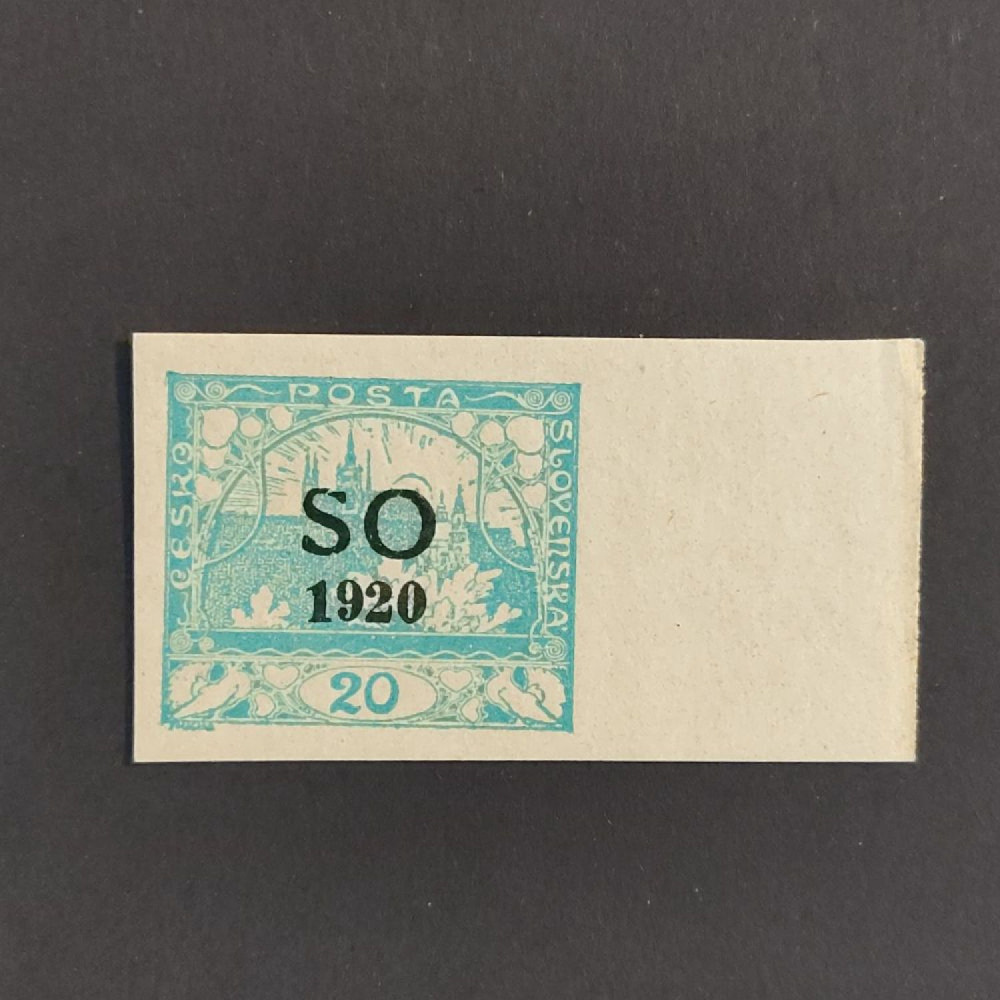 POSTA
ČESKO
SLOVENSKÁ
SO
1920
20